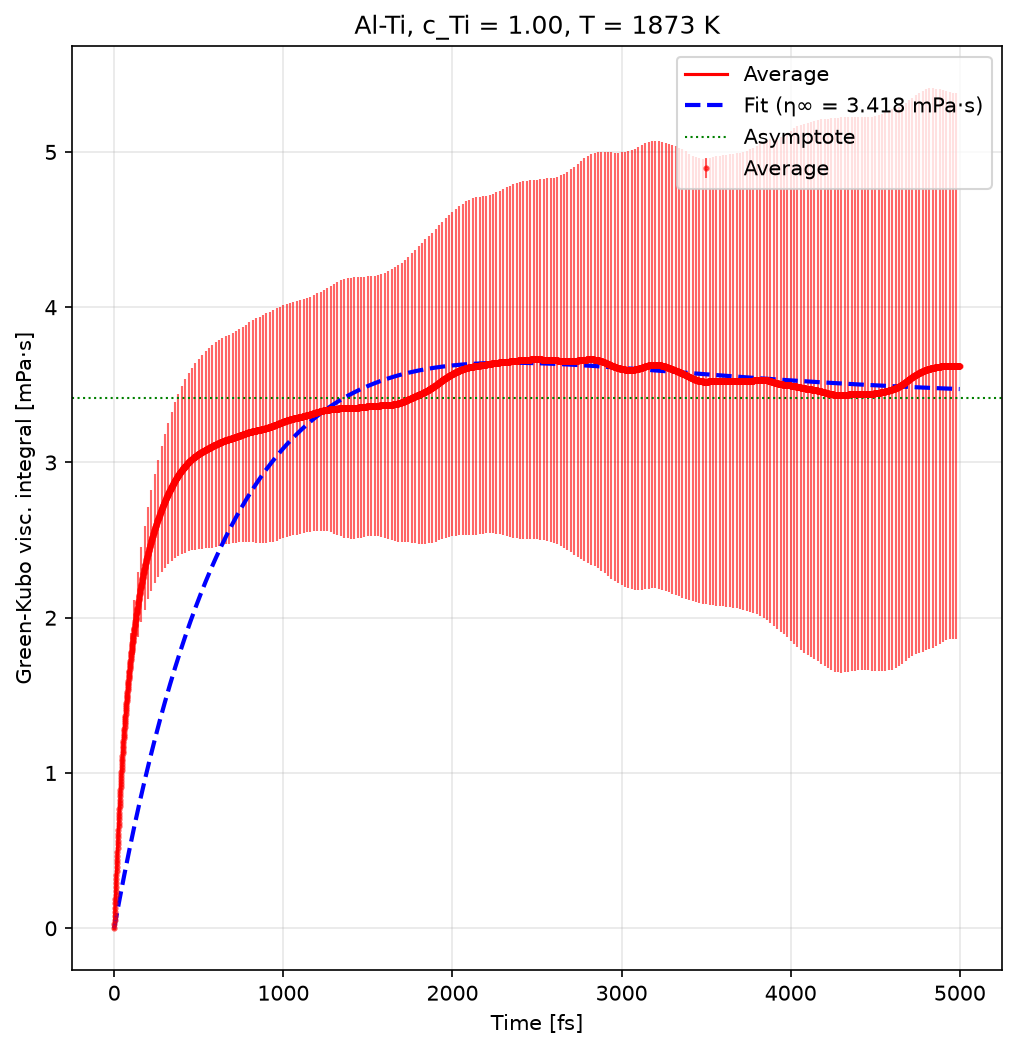 Al-Ti, c_Ti = 1.00, T = 1873 K
Average
Fit (η∞ = 3.418 mPa·s)
Asymptote
Average
Green-Kubo visc. integral [mPa·s]
5
4
3
2
1
0
0 1000 2000 3000 4000 5000
Time [fs]